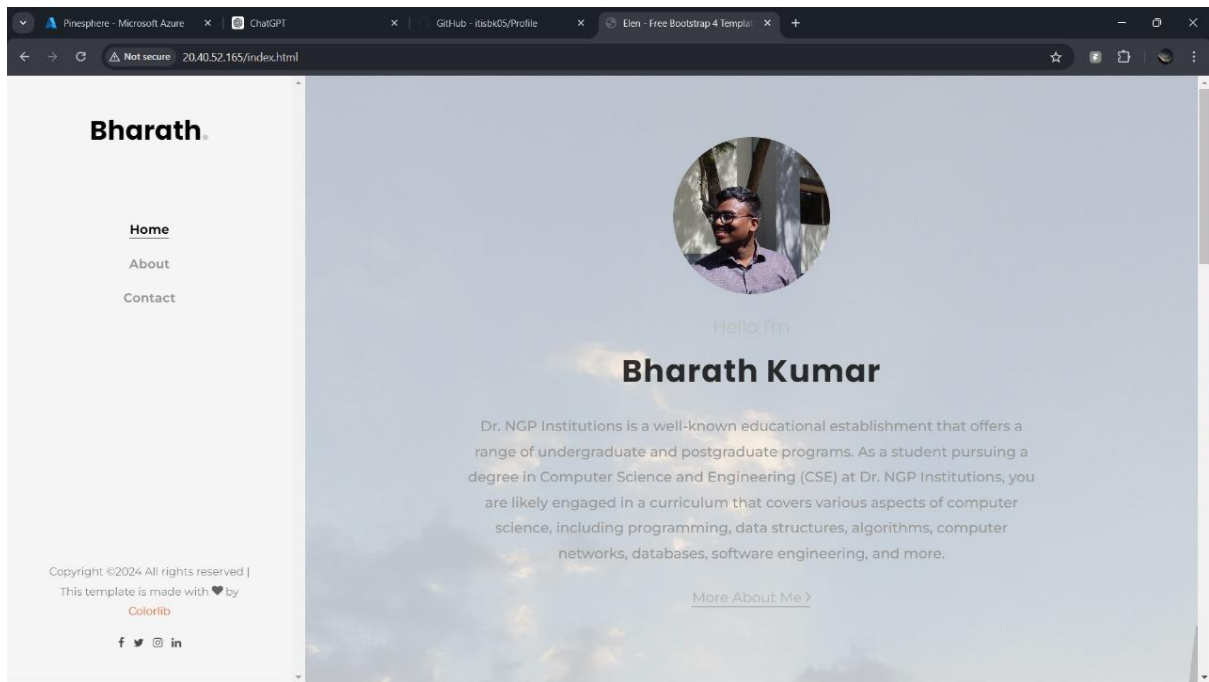 Pinesphere - Microsoft Azure
ChatGPT
GitHub - itisbk05/Profile
Elen - Free Bootstrap 4 Templat
Not secure 20.40.52.165/index.html
Bharath.
Home
About
Contact
Copyright ©2024 All rights reserved |
This template is made with ♥ by
Colorlib
Hello I'm
Bharath Kumar
Dr. NGP Institutions is a well-known educational establishment that offers a
range of undergraduate and postgraduate programs. As a student pursuing a
degree in Computer Science and Engineering (CSE) at Dr. NGP Institutions, you
are likely engaged in a curriculum that covers various aspects of computer
science, including programming, data structures, algorithms, computer
networks, databases, software engineering, and more.
More About Me >